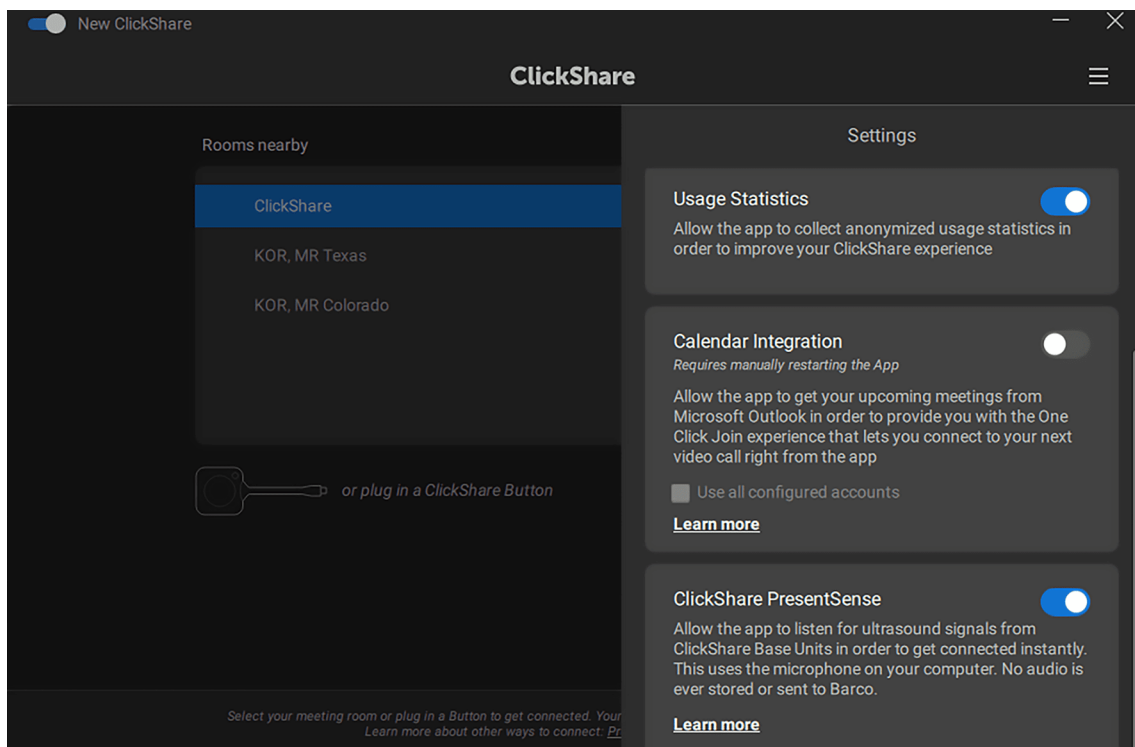 New ClickShare
ClickShare
Rooms nearby
ClickShare
KOR, MR Texas
KOR, MR Colorado
or plug in a ClickShare Button
Select your meeting room or plug in a Button to get connected. Your
Learn more about other ways to connect: Pr
Settings
Usage Statistics
Allow the app to collect anonymized usage statistics in
order to improve your ClickShare experience
Calendar Integration
Requires manually restarting the App
Allow the app to get your upcoming meetings from
Microsoft Outlook in order to provide you with the One
Click Join experience that lets you connect to your next
video call right from the app
Use all configured accounts
Learn more
ClickShare PresentSense
Allow the app to listen for ultrasound signals from
ClickShare Base Units in order to get connected instantly.
This uses the microphone on your computer. No audio is
ever stored or sent to Barco.
Learn more